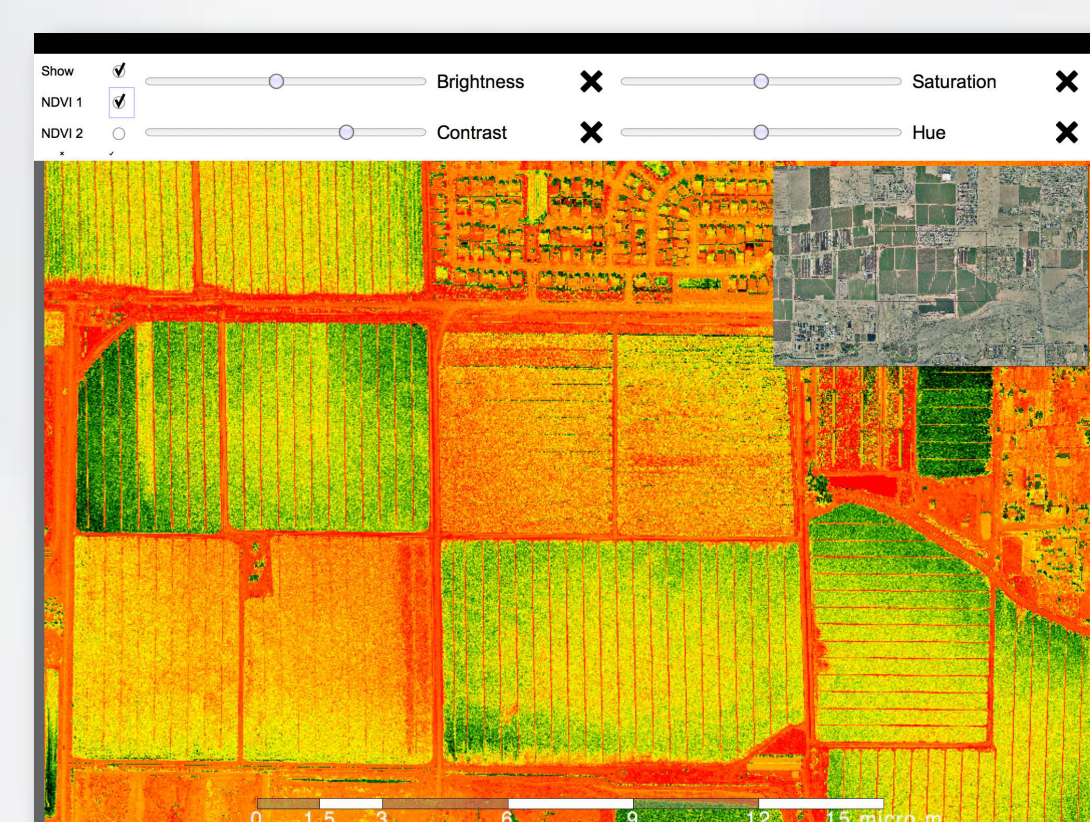 Show
Brightness
Saturation
NDVI 1
NDVI 2
Contrast
Hue
0 1.5 3 6 9 12 15 micro m